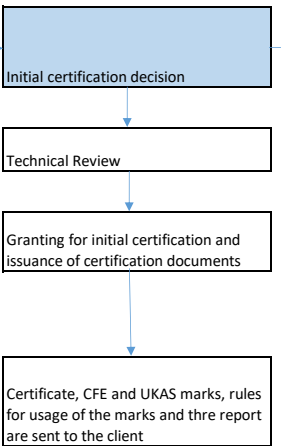 Initial certification decision
Technical Review
Granting for initial certification and
issuance of certification documents
Certificate, CFE and UKAS marks, rules
for usage of the marks and thre report
are sent to the client